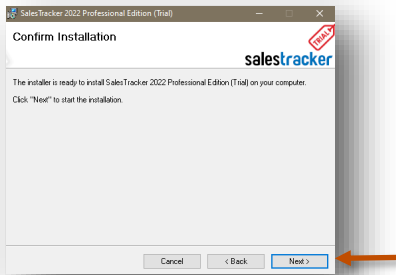 SalesTracker 2022 Professional Edition (Trial)
Confirm Installation
TRIAL
salestracker
The installer is ready to install SalesTracker 2022 Professional Edition (Trial) on your computer.
Click "Next" to start the installation.
Cancel
< Back
Next >